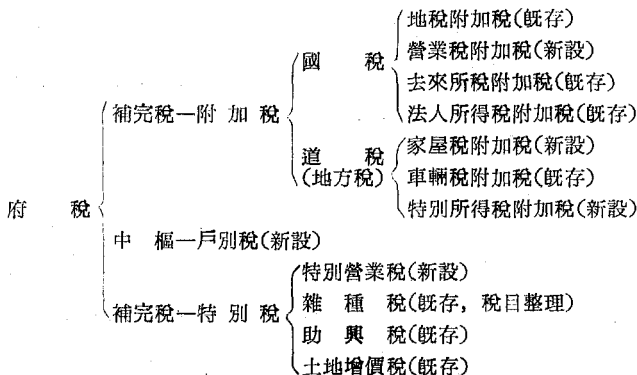 地稅附加稅(旣存)
營業稅附加稅(新設)
國 稅
去來所稅附加稅(旣存)
法人所得稅附加稅(旣存)
補完稅—附 加 稅
家屋稅附加稅(新設)
道 稅
(地方稅)
車輛稅附加稅(旣存)
特別所得稅附加稅(新設)
府 稅
中 樞—戶別稅(新設)
特別營業稅(新設)
補完稅—特 別 稅
雜 種 稅(旣存, 稅目整理)
助 興 稅(旣存)
土地增價稅(旣存)